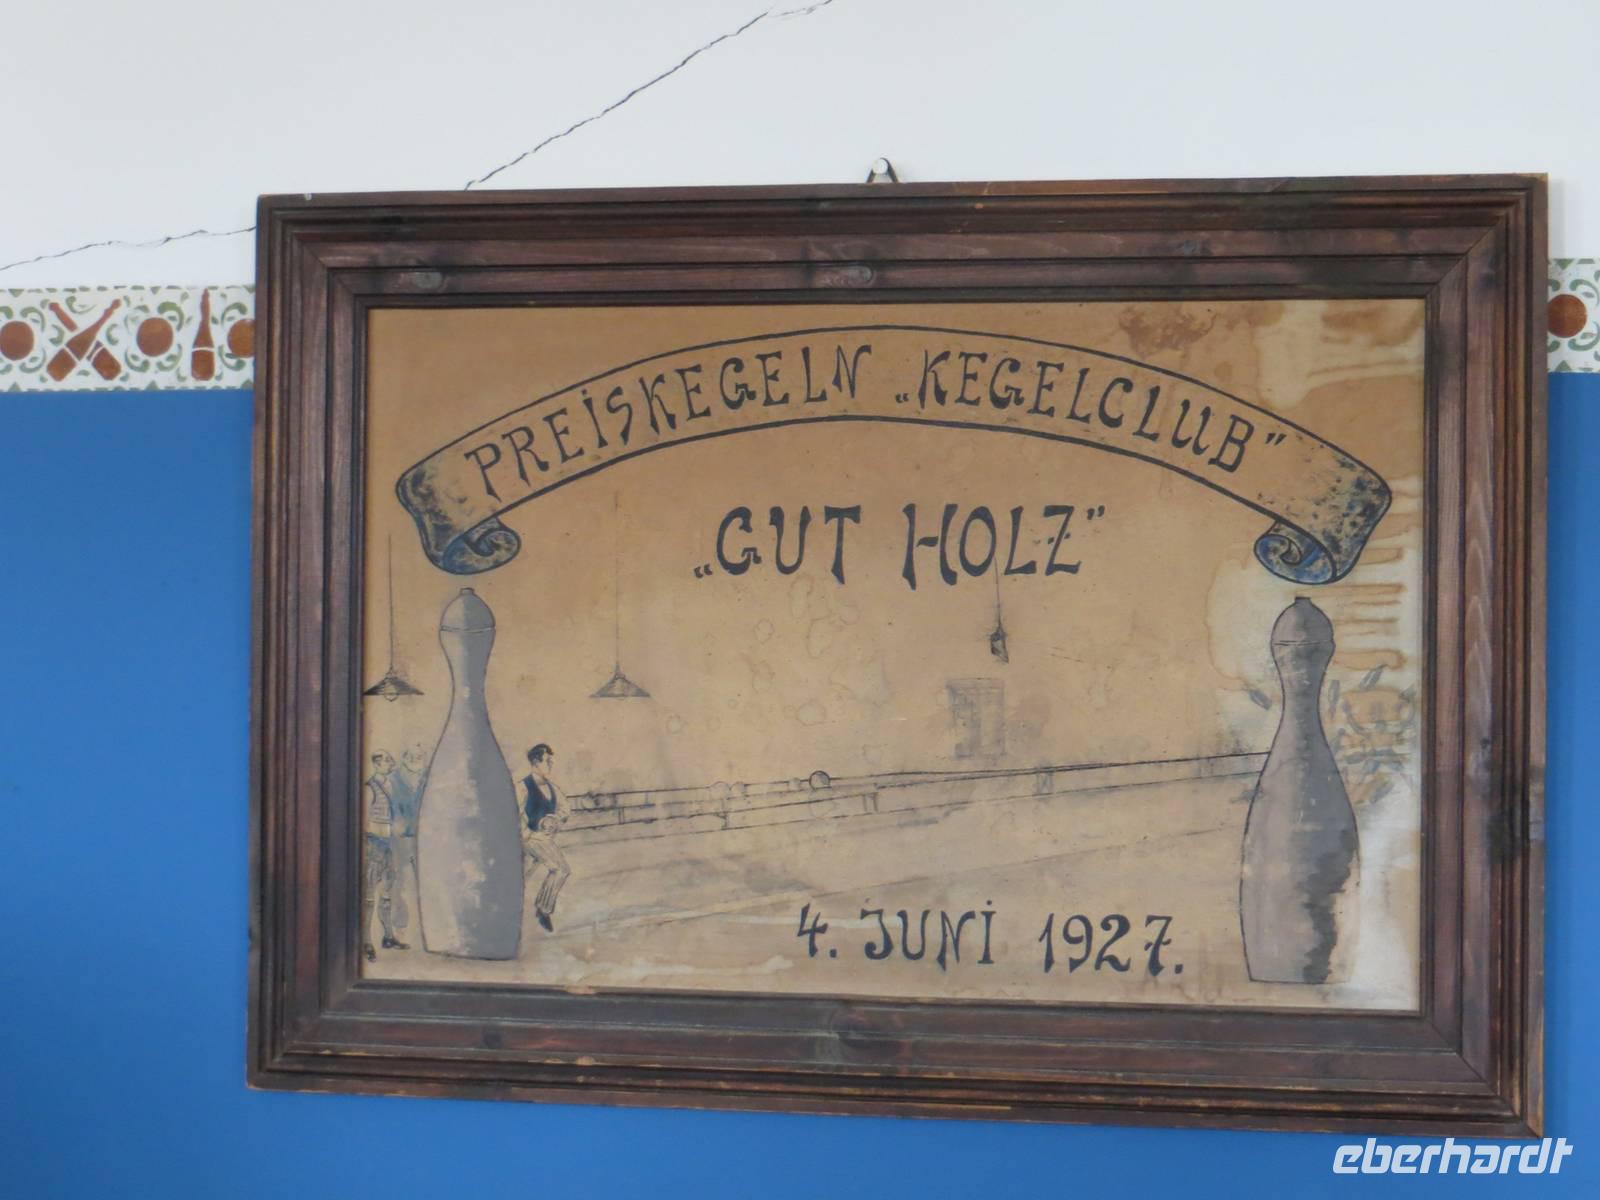 PREISKEGELN „KEGELCLUB”
„GUT HOLZ”
4. JUNI 1927.
eberhardt